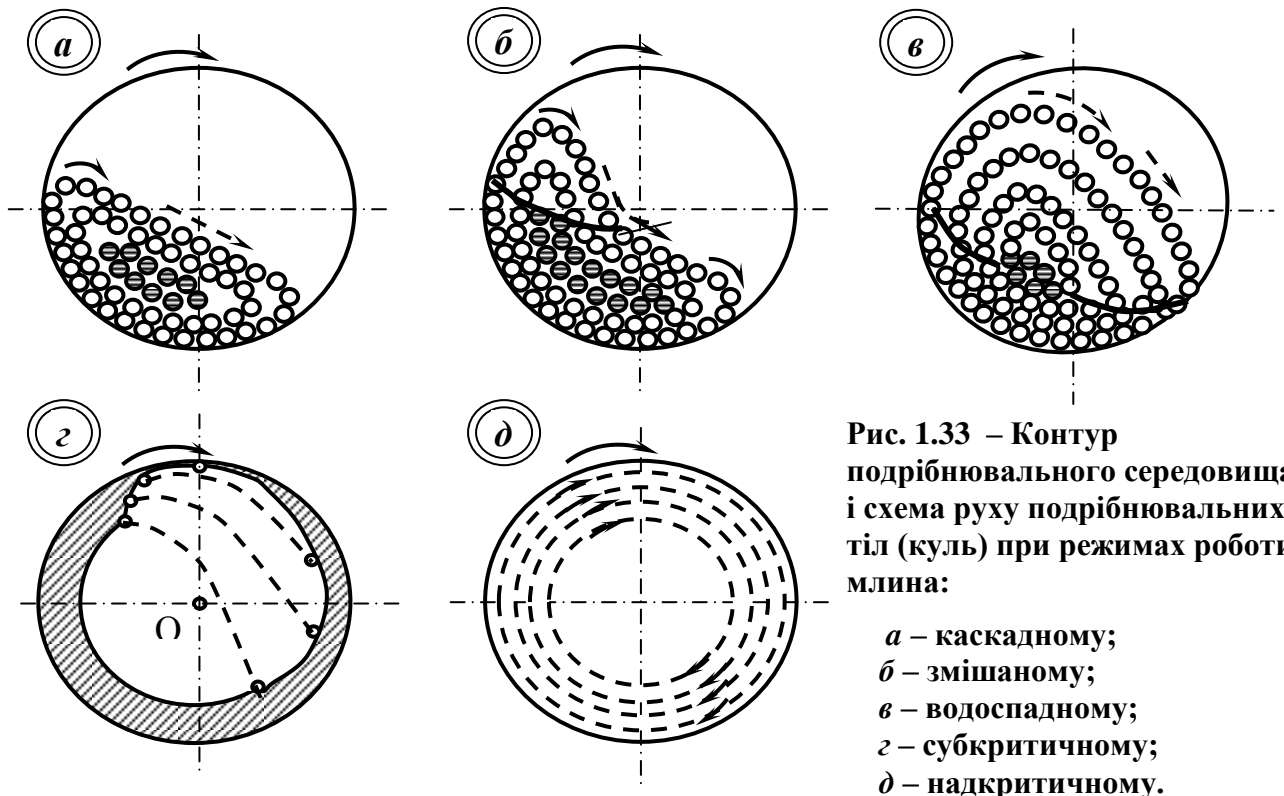 а
б
в
г
д
О
Рис. 1.33 – Контур
подрібнювального середовища
і схема руху подрібнювальних
тіл (куль) при режимах роботи
млина:
а – каскадному;
б – змішаному;
в – водоспадному;
г – субкритичному;
д – надкритичному.